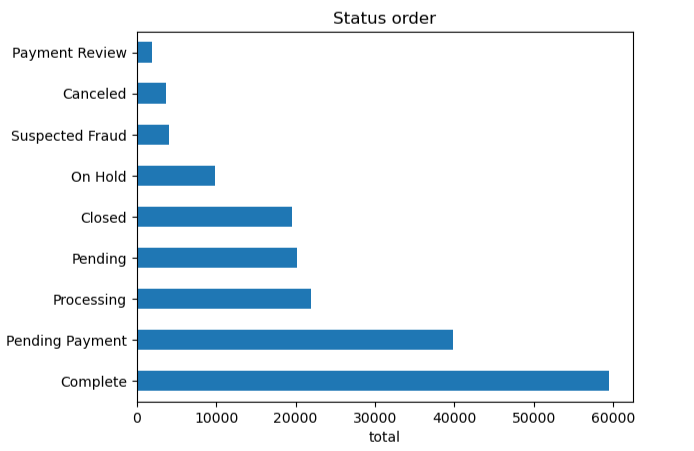 Status order
Payment Review
Canceled
Suspected Fraud
On Hold
Closed
Pending
Processing
Pending Payment
Complete
0 10000 20000 30000 40000 50000 60000
total